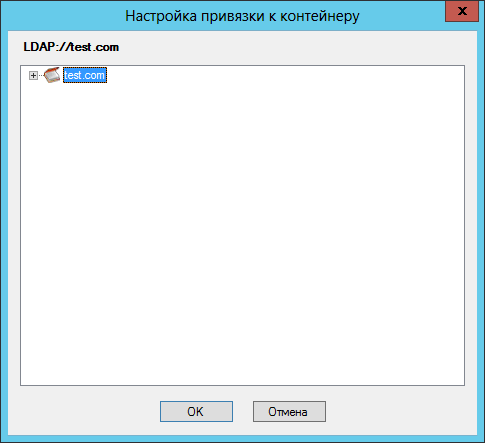 Настройка привязки к контейнеру
x
LDAP://test.com
test.com
OK
Отмена